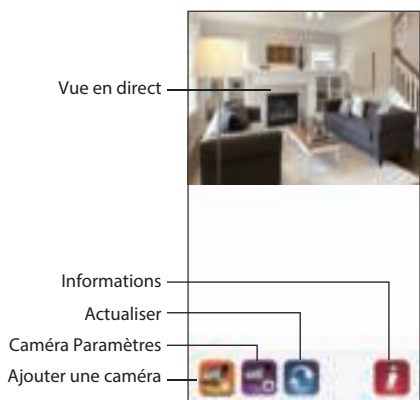 Vue en direct
Informations
Actualiser
Caméra Paramètres
Ajouter une caméra